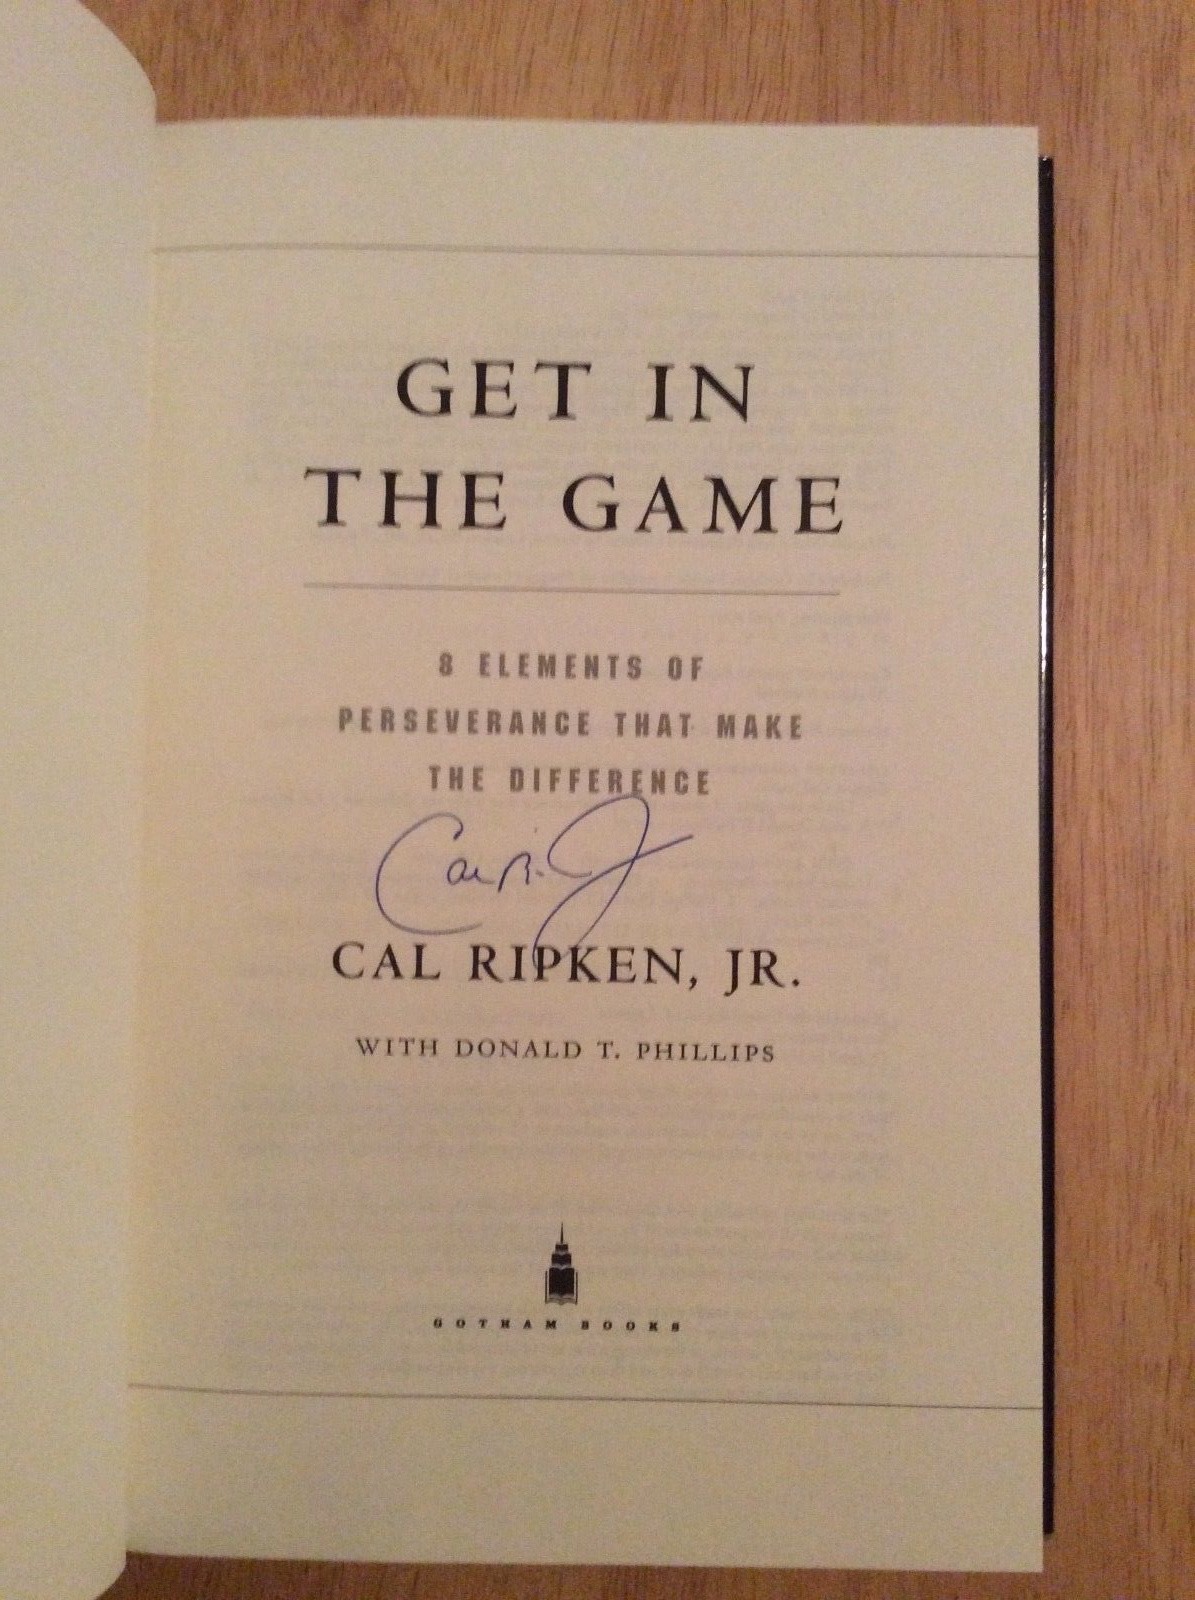 GET IN
THE GAME
8 ELEMENTS OF
PERSEVERANCE THAT MAKE
THE DIFFERENCE
CAL RIPKEN, JR.
WITH DONALD T. PHILLIPS
GOTHAM BOOKS